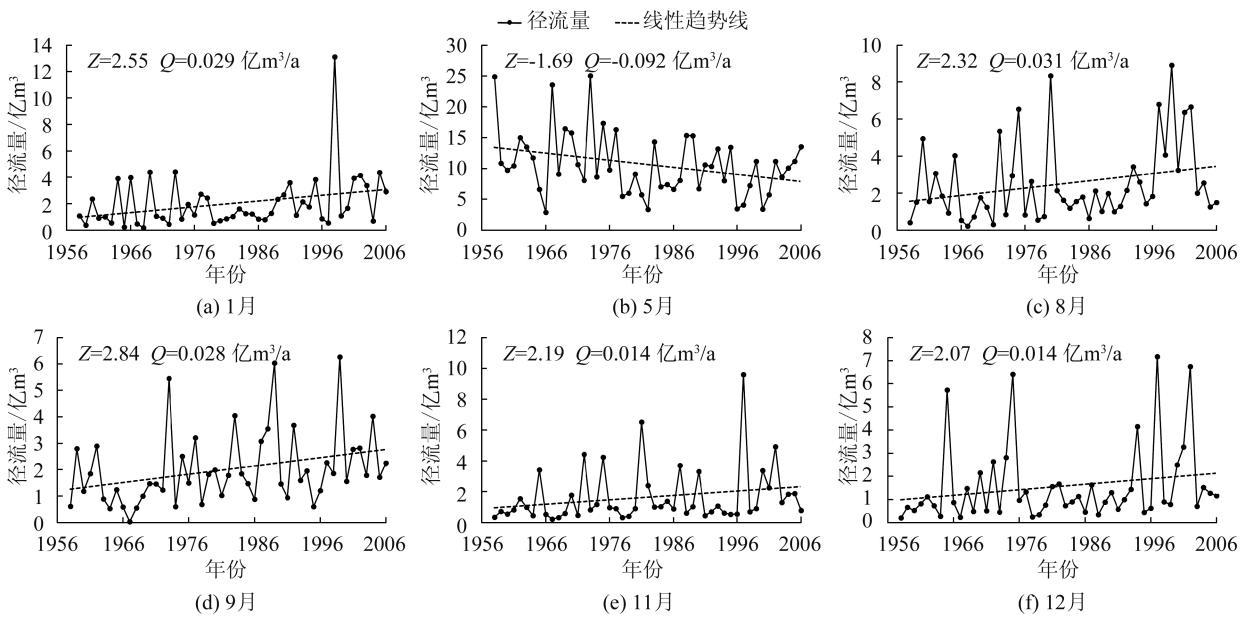 径流量 线性趋势线
Z=2.55 Q=0.029 亿m³/a
径流量/亿m³
14
12
10
8
6
4
2
0
1956 1966 1976 1986 1996 2006
年份
(a) 1月
Z=-1.69 Q=-0.092 亿m³/a
径流量/亿m³
30
25
20
15
10
5
0
1956 1966 1976 1986 1996 2006
年份
(b) 5月
Z=2.32 Q=0.031 亿m³/a
径流量/亿m³
10
8
6
4
2
0
1956 1966 1976 1986 1996 2006
年份
(c) 8月
Z=2.84 Q=0.028 亿m³/a
径流量/亿m³
7
6
5
4
3
2
1
0
1956 1966 1976 1986 1996 2006
年份
(d) 9月
Z=2.19 Q=0.014 亿m³/a
径流量/亿m³
12
10
8
6
4
2
0
1956 1966 1976 1986 1996 2006
年份
(e) 11月
Z=2.07 Q=0.014 亿m³/a
径流量/亿m³
8
7
6
5
4
3
2
1
0
1956 1966 1976 1986 1996 2006
年份
(f) 12月